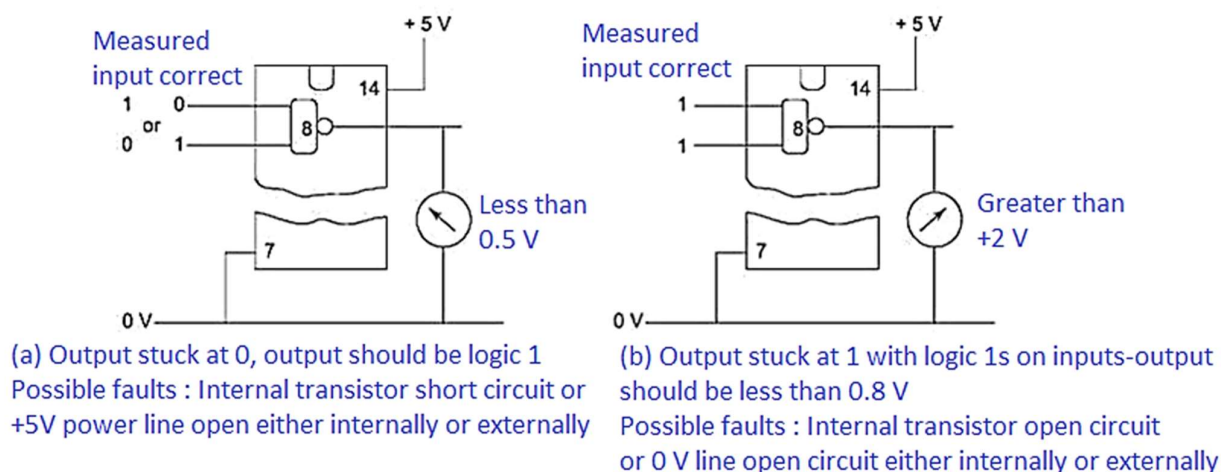 + 5 V
Measured
input correct
14
1 0
or
0 1
8
Less than
0.5 V
7
0 V
(a) Output stuck at 0, output should be logic 1
Possible faults : Internal transistor short circuit or
+5V power line open either internally or externally
+ 5 V
Measured
input correct
14
1
1
8
Greater than
+2 V
7
0 V
(b) Output stuck at 1 with logic 1s on inputs-output
should be less than 0.8 V
Possible faults : Internal transistor open circuit
or 0 V line open circuit either internally or externally